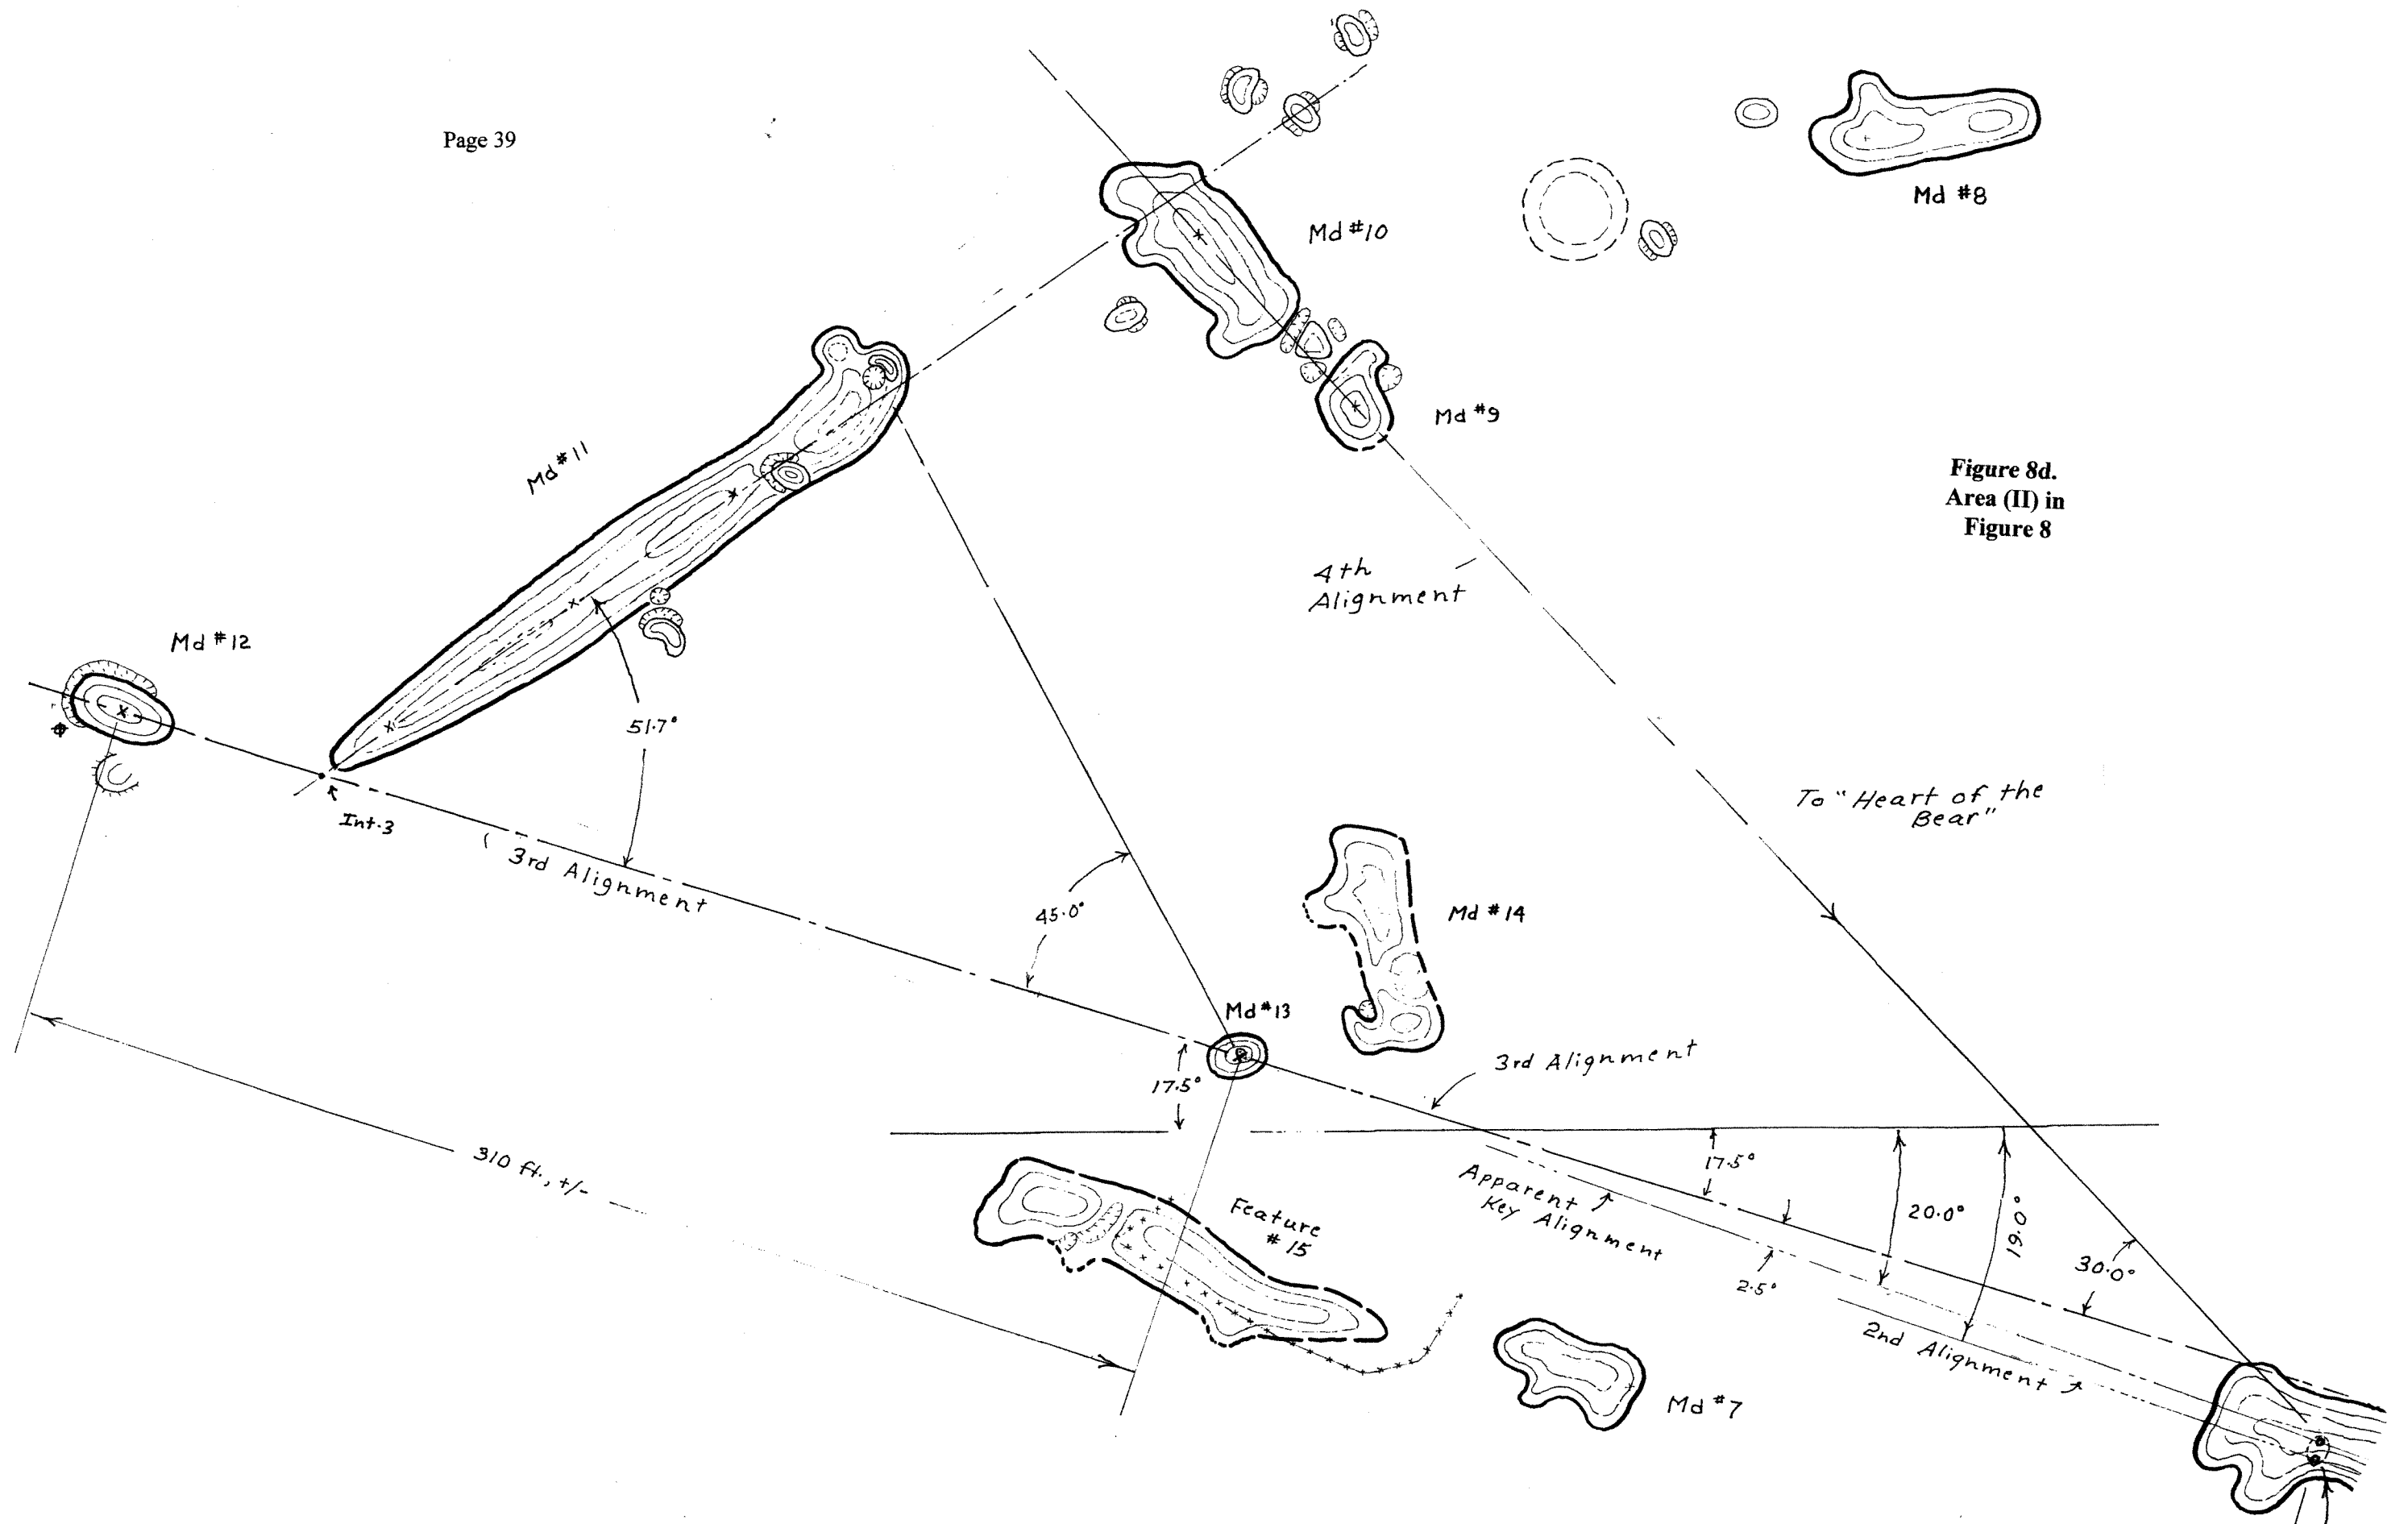 Page 39
Md #8
Md #10
Md #9
Figure 8d.
Area (II) in
Figure 8
Md #11
4th
Alignment
Md #12
51.7°
To "Heart of the
Bear"
Int.3
3rd Alignment
45.0°
Md #14
Md #13
3rd Alignment
17.5°
310 ft., +/-
17.5°
Apparent
Key Alignment
20.0°
19.0°
Feature
# 15
30.0°
2.5°
2nd Alignment
Md #7